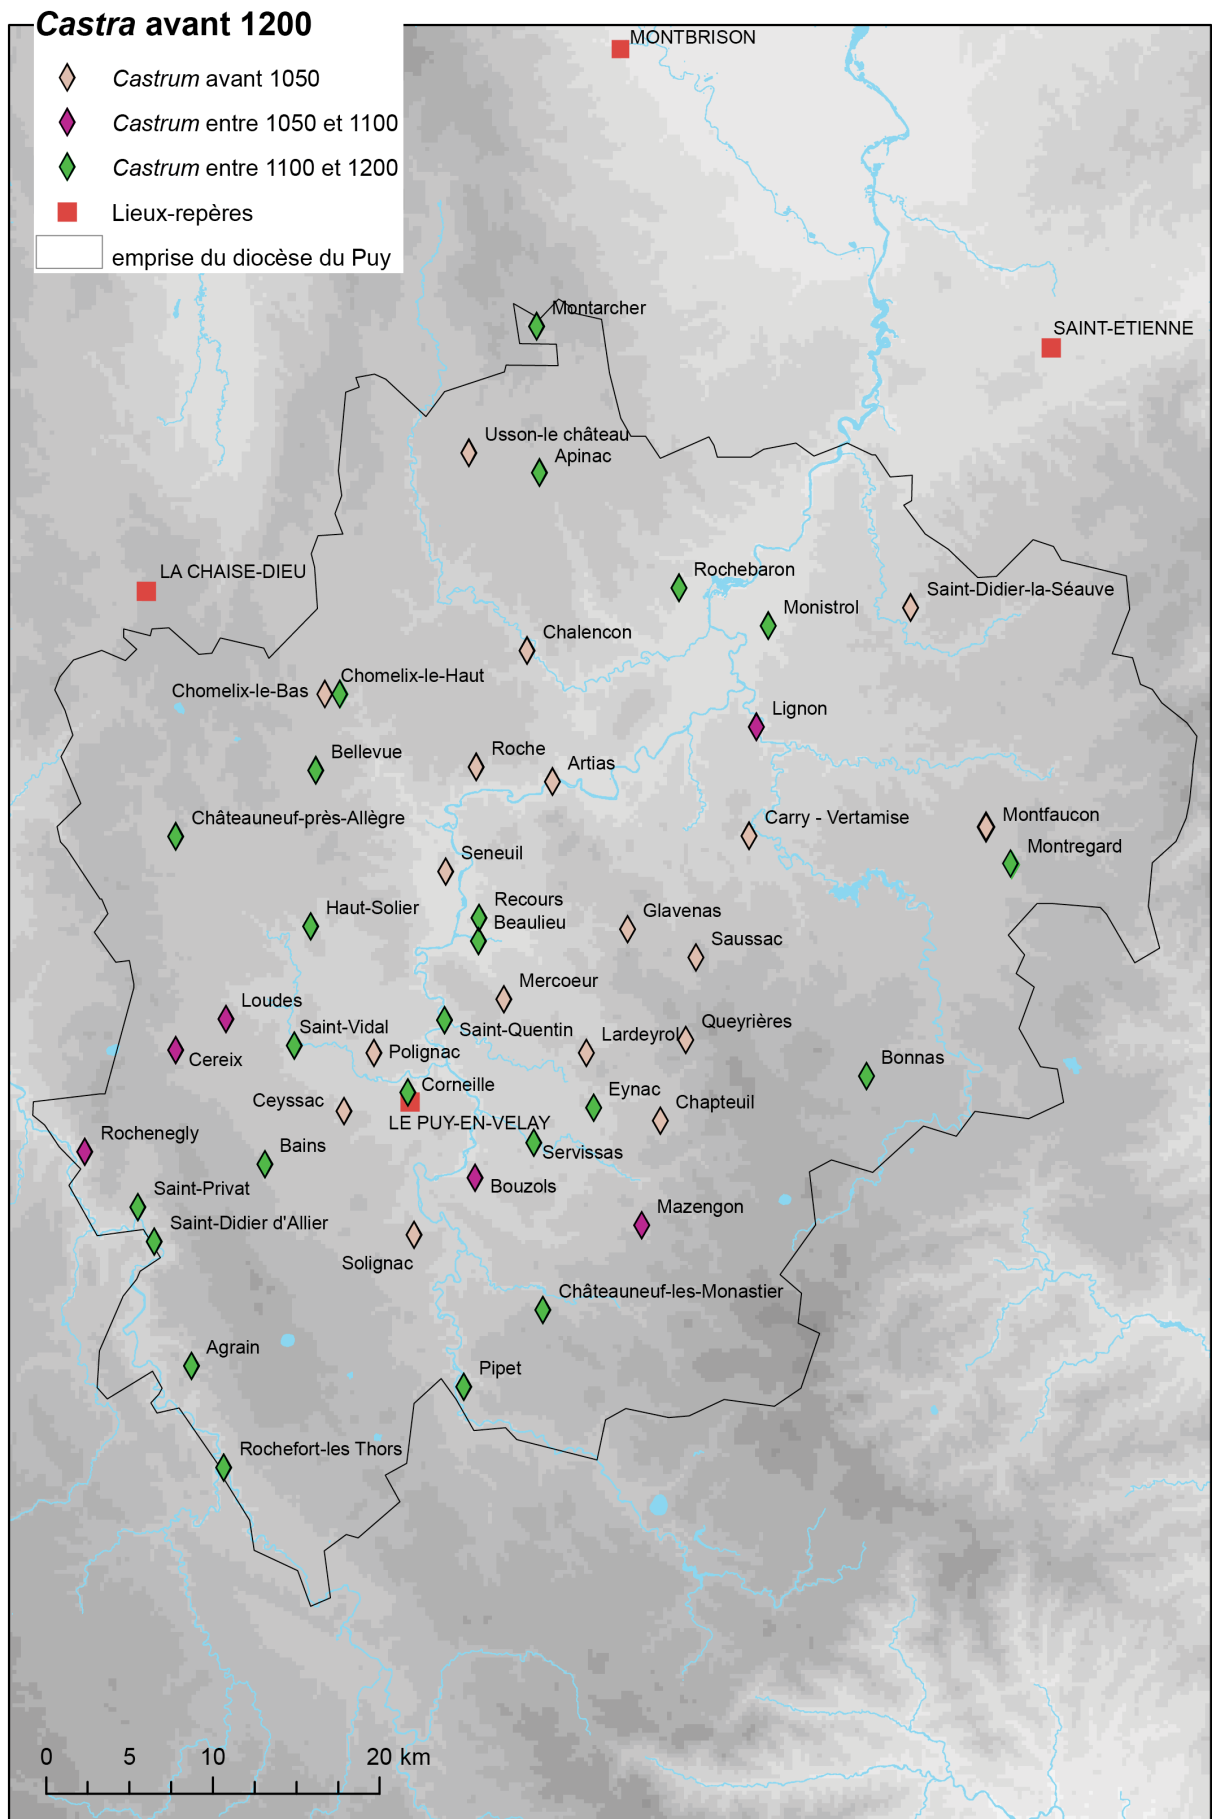 Castra avant 1200
Castrum avant 1050
Castrum entre 1050 et 1100
Castrum entre 1100 et 1200
Lieux-repères
emprise du diocèse du Puy
MONTBRISON
Montarcher
SAINT-ETIENNE
Usson-le château
Apinac
LA CHAISE-DIEU
Rochebaron
Saint-Didier-la-Séauve
Monistrol
Chalencon
Chomelix-le-Haut
Chomelix-le-Bas
Lignon
Bellevue
Roche
Artias
Châteauneuf-près-Allègre
Carry - Vertamise
Montfaucon
Montregard
Seneuil
Recours
Haut-Solier
Glavenas
Beaulieu
Saussac
Mercoeur
Loudes
Queyrières
Saint-Vidal
Saint-Quentin
Lardeyrol
Polignac
Cereix
Bonnas
Corneille
Eynac
Ceyssac
Chapteuil
LE PUY-EN-VELAY
Rochenegly
Bains
Servissas
Saint-Privat
Bouzols
Mazengon
Saint-Didier d'Allier
Solignac
Châteauneuf-les-Monastier
Agrain
Pipet
Rochefort-les Thors
0 5 10 20 km